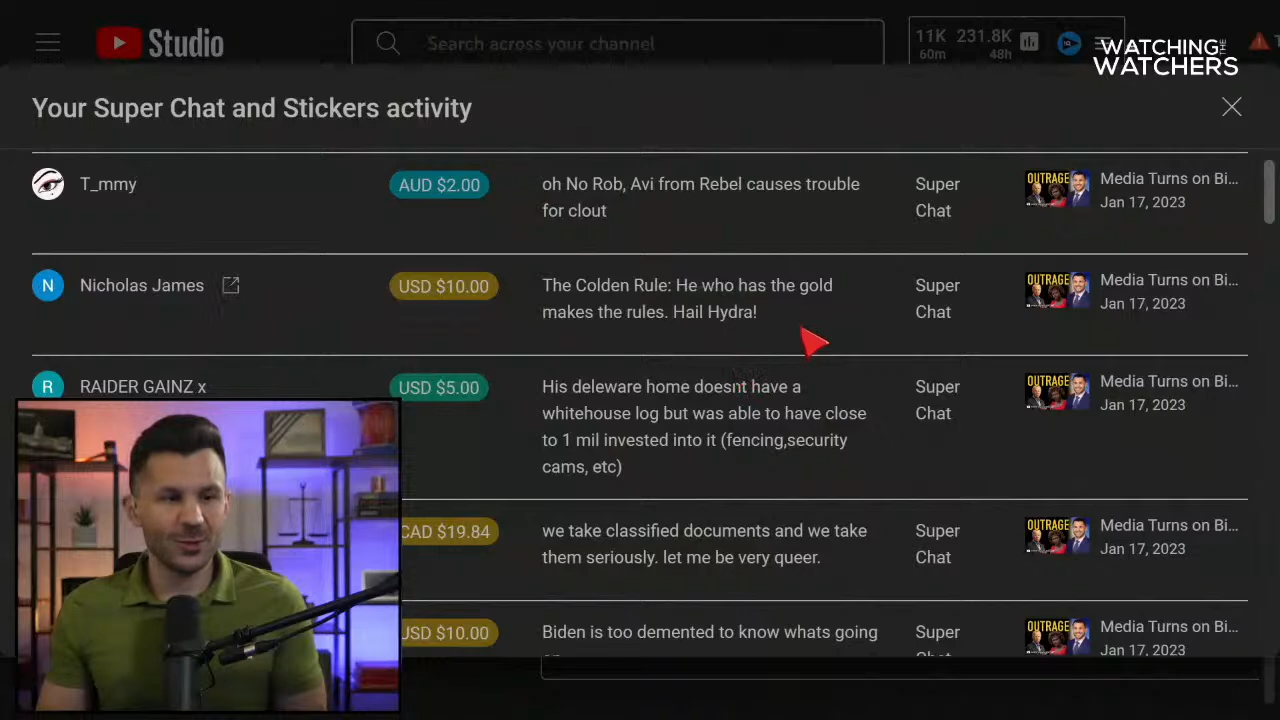 Studio
Search across your channel
11K 231.8K
60m 48h
WATCHING THE
WATCHERS
Your Super Chat and Stickers activity
T_mmy
AUD $2.00
oh No Rob, Avi from Rebel causes trouble
for clout
Super
Chat
OUTRAGE
Media Turns on Bi...
Jan 17, 2023
N
Nicholas James
USD $10.00
The Colden Rule: He who has the gold
makes the rules. Hail Hydra!
Super
Chat
OUTRAGE
Media Turns on Bi...
Jan 17, 2023
R
RAIDER GAINZ x
USD $5.00
His deleware home doesnt have a
whitehouse log but was able to have close
to 1 mil invested into it (fencing,security
cams, etc)
Super
Chat
OUTRAGE
Media Turns on Bi...
Jan 17, 2023
CAD $19.84
we take classified documents and we take
them seriously. let me be very queer.
Super
Chat
OUTRAGE
Media Turns on Bi...
Jan 17, 2023
USD $10.00
Biden is too demented to know whats going
Super
OUTRAGE
Media Turns on Bi...
Jan 17, 2023